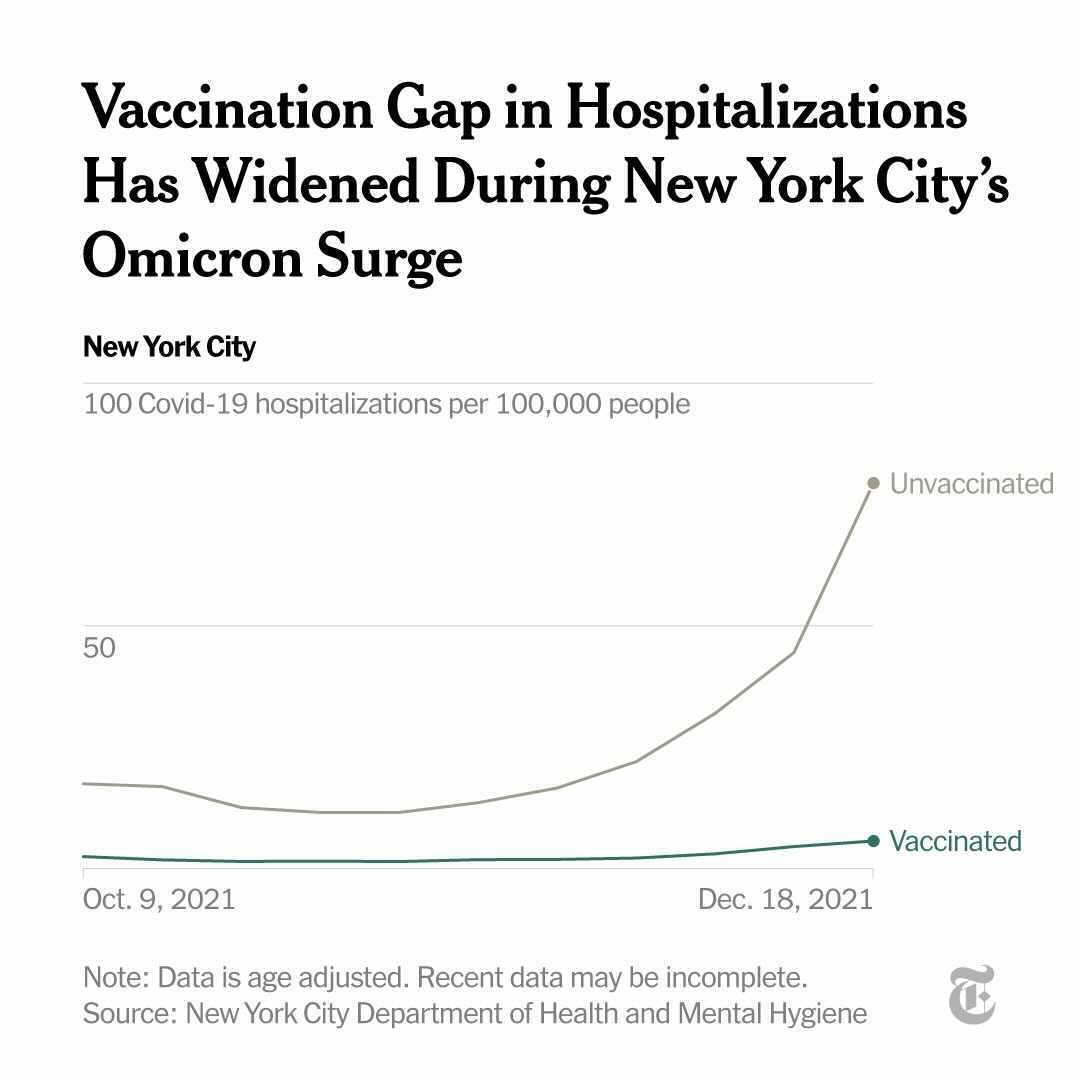 Vaccination Gap in Hospitalizations
Has Widened During New York City’s
Omicron Surge
New York City
100 Covid-19 hospitalizations per 100,000 people
Unvaccinated
50
Vaccinated
Oct. 9, 2021
Dec. 18, 2021
Note: Data is age adjusted. Recent data may be incomplete.
Source: New York City Department of Health and Mental Hygiene
T